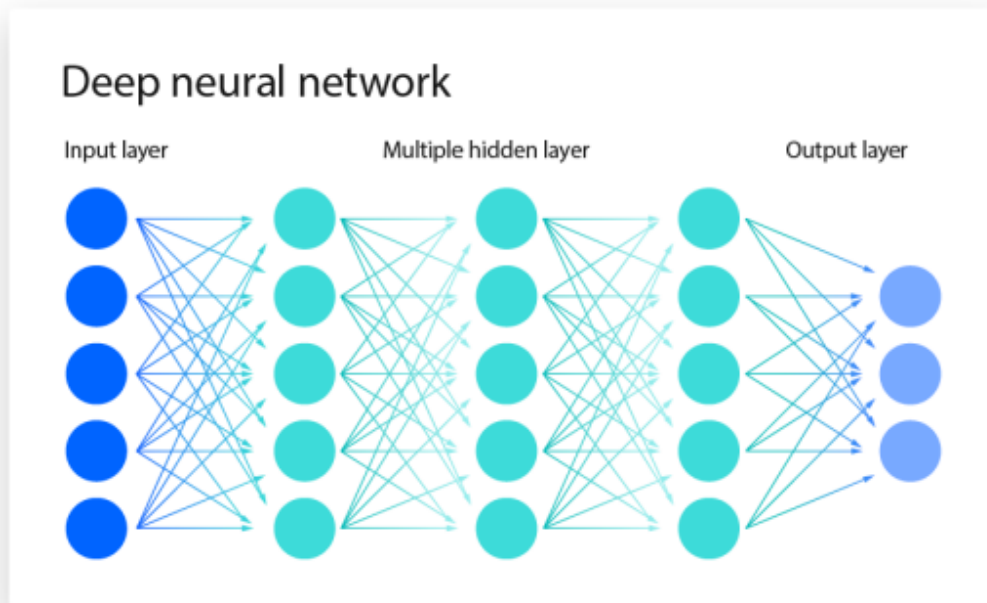 Deep neural network
Input layer
Multiple hidden layer
Output layer